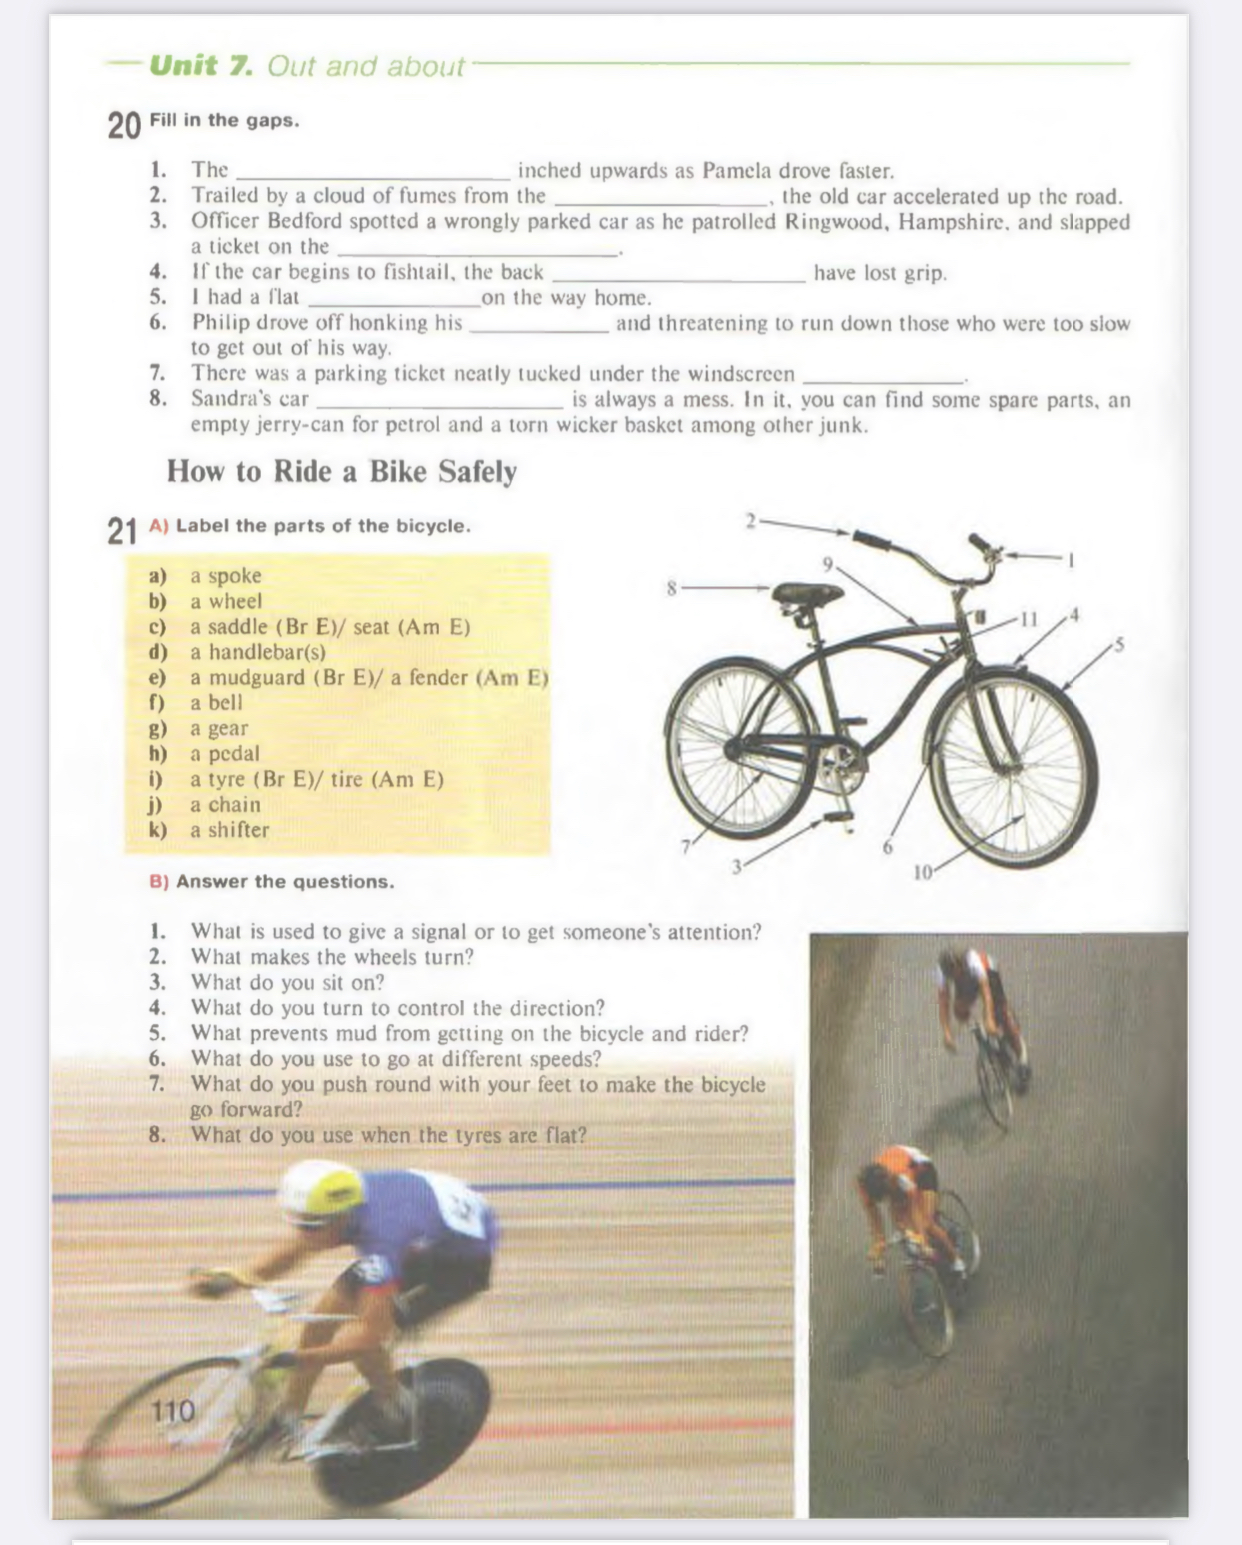 Unit 7. Out and about
20 Fill in the gaps.
1. The ____ inched upwards as Pamela drove faster.
2. Trailed by a cloud of fumes from the ____, the old car accelerated up the road.
3. Officer Bedford spotted a wrongly parked car as he patrolled Ringwood, Hampshire, and slapped
a ticket on the ____.
4. If the car begins to fishtail, the back ____ have lost grip.
5. I had a flat ____ on the way home.
6. Philip drove off honking his ____ and threatening to run down those who were too slow
to get out of his way.
7. There was a parking ticket neatly tucked under the windscreen ____.
8. Sandra's car ____ is always a mess. In it, you can find some spare parts, an
empty jerry-can for petrol and a torn wicker basket among other junk.
How to Ride a Bike Safely
21 A) Label the parts of the bicycle.
a) a spoke
b) a wheel
c) a saddle (Br E)/ seat (Am E)
d) a handlebar(s)
e) a mudguard (Br E)/ a fender (Am E)
f) a bell
g) a gear
h) a pedal
i) a tyre (Br E)/ tire (Am E)
j) a chain
k) a shifter
2
1
9
8
11
4
5
7
3
6
10
B) Answer the questions.
1. What is used to give a signal or to get someone's attention?
2. What makes the wheels turn?
3. What do you sit on?
4. What do you turn to control the direction?
5. What prevents mud from getting on the bicycle and rider?
6. What do you use to go at different speeds?
7. What do you push round with your feet to make the bicycle
go forward?
8. What do you use when the tyres are flat?
110